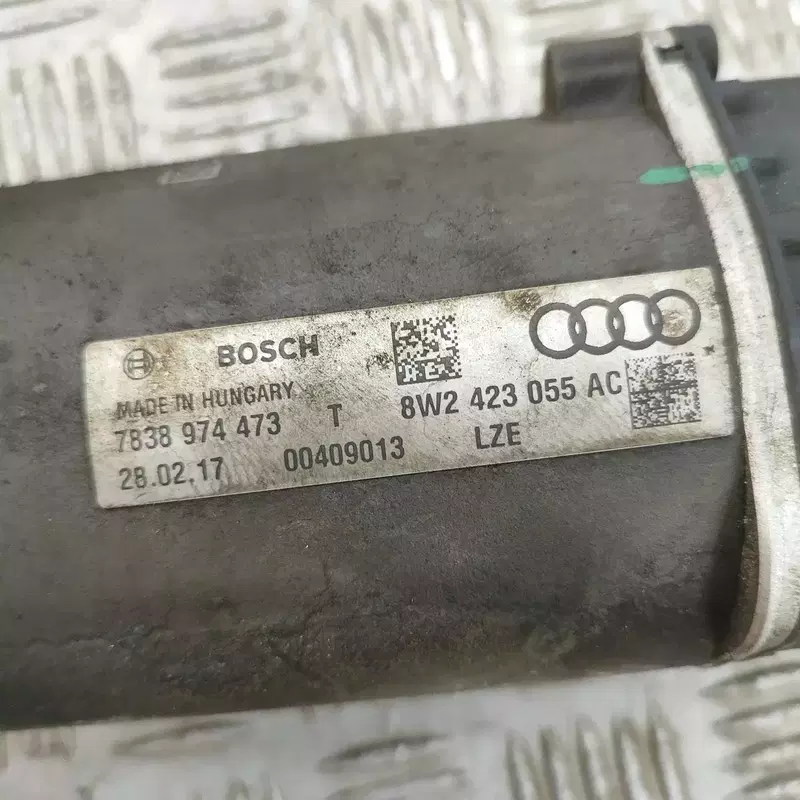 BOSCH
MADE IN HUNGARY
7838 974 473 T 8W2 423 055 AC
28.02.17 00409013 LZE